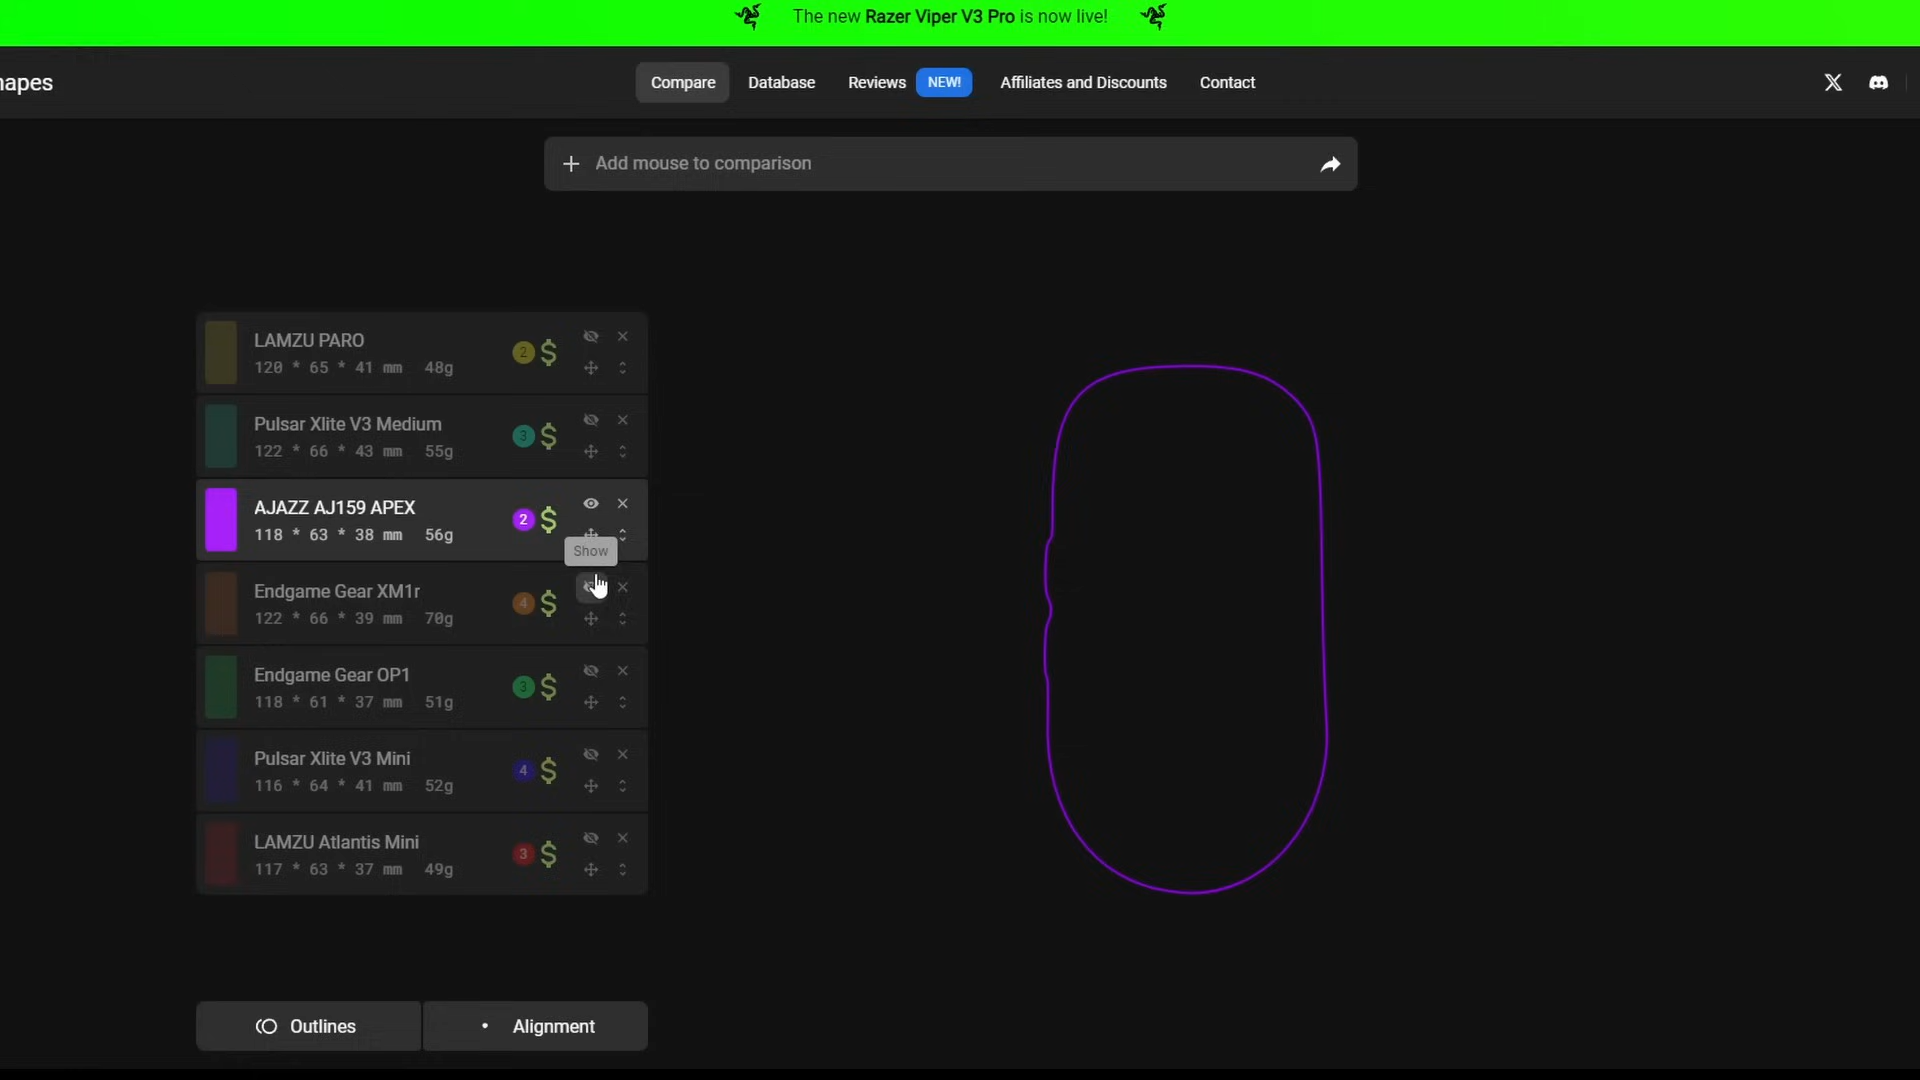 The new Razer Viper V3 Pro is now live!
hapes
Compare
Database
Reviews NEW!
Affiliates and Discounts
Contact
Add mouse to comparison
LAMZU PARO
120 * 65 * 41 mm 48g
2 $
Pulsar Xlite V3 Medium
122 * 66 * 43 mm 55g
3 $
AJAZZ AJ159 APEX
118 * 63 * 38 mm 56g
2 $
Show
Endgame Gear XM1r
122 * 66 * 39 mm 70g
4 $
Endgame Gear OP1
118 * 61 * 37 mm 51g
3 $
Pulsar Xlite V3 Mini
116 * 64 * 41 mm 52g
4 $
LAMZU Atlantis Mini
117 * 63 * 37 mm 49g
3 $
Outlines
Alignment